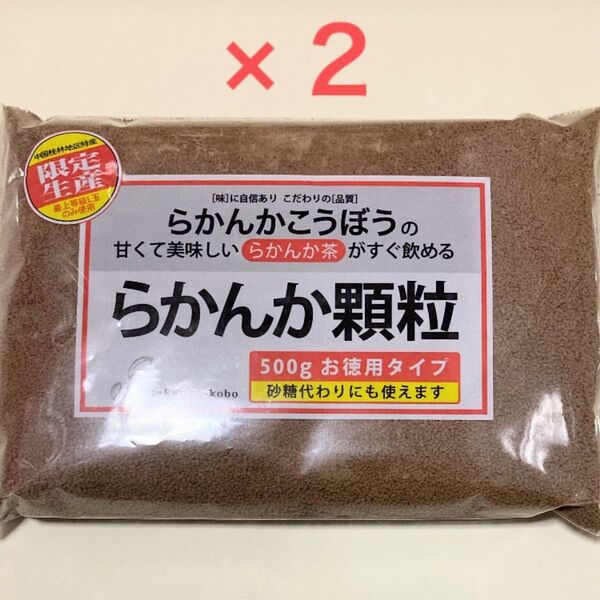 × 2
中国桂林地区特産
限定
生産
最上等級L玉
のみ使用
[味]に自信あり こだわりの[品質]
らかんかこうぼうの
甘くて美味しい らかんか茶 がすぐ飲める
らかんか顆粒
500g お徳用タイプ
砂糖代わりにも使えます
kobo